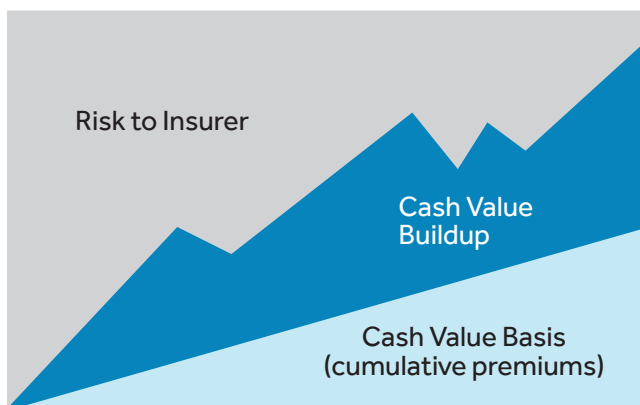 Risk to Insurer
Cash Value
Buildup
Cash Value Basis
(cumulative premiums)